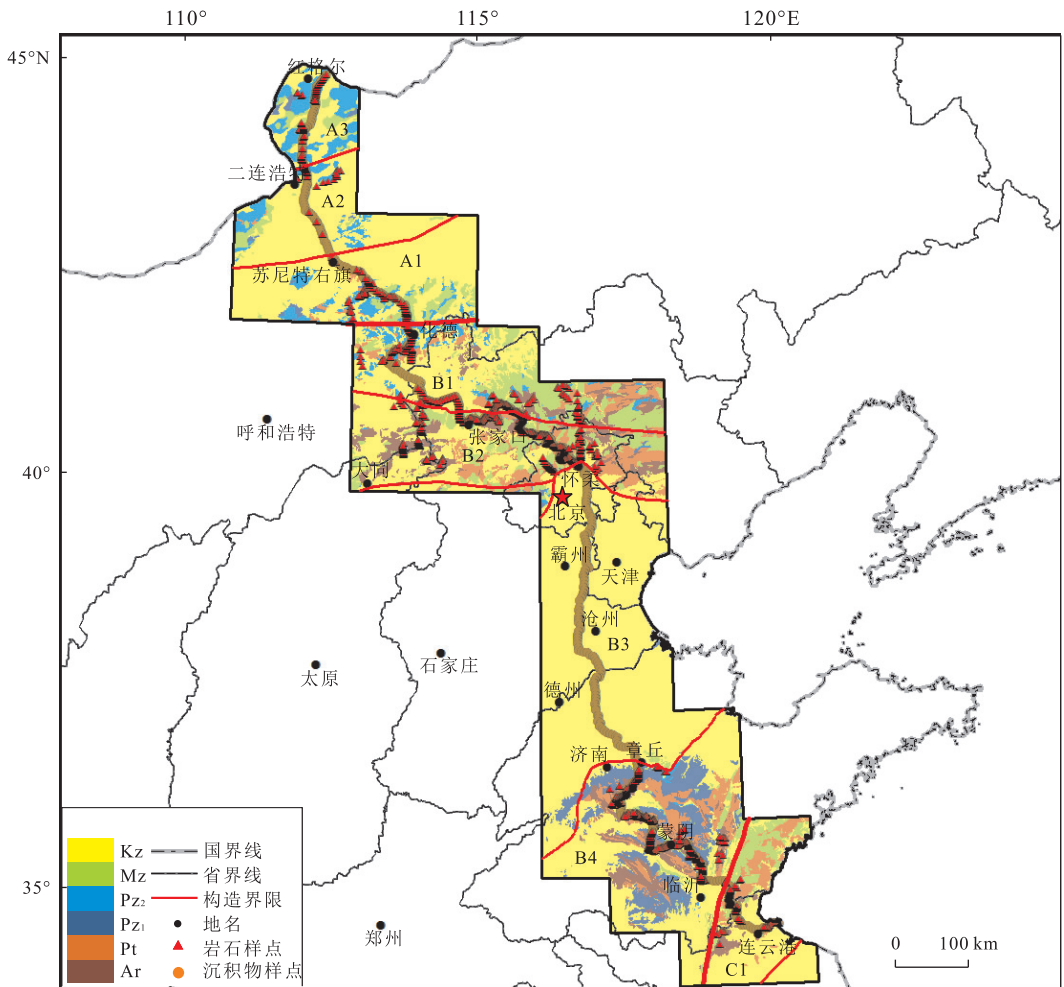 110°
115°
120°E
45°N
红格尔
A3
二连浩特
A2
A1
苏尼特右旗
化德
B1
呼和浩特
张家口
B2
大同
40°
怀柔
北京
霸州
天津
沧州
B3
石家庄
太原
德州
章丘
济南
蒙阴
B4
35°
临沂
郑州
连云港
C1
0 100 km
Kz 国界线
Mz 省界线
Pz₂ 构造界限
Pz₁ 地名
Pt 岩石样点
Ar 沉积物样点